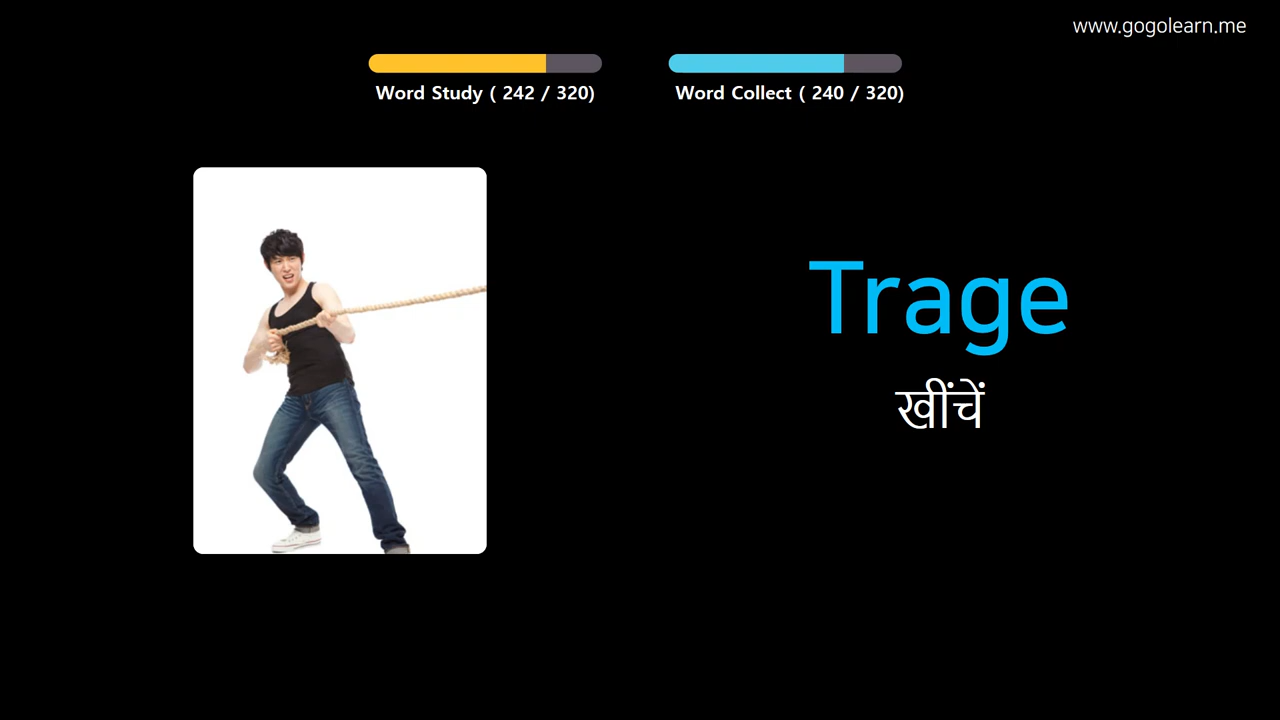 www.gogolearn.me
Word Study ( 242 / 320)
Word Collect ( 240 / 320)
Trage
खींचें